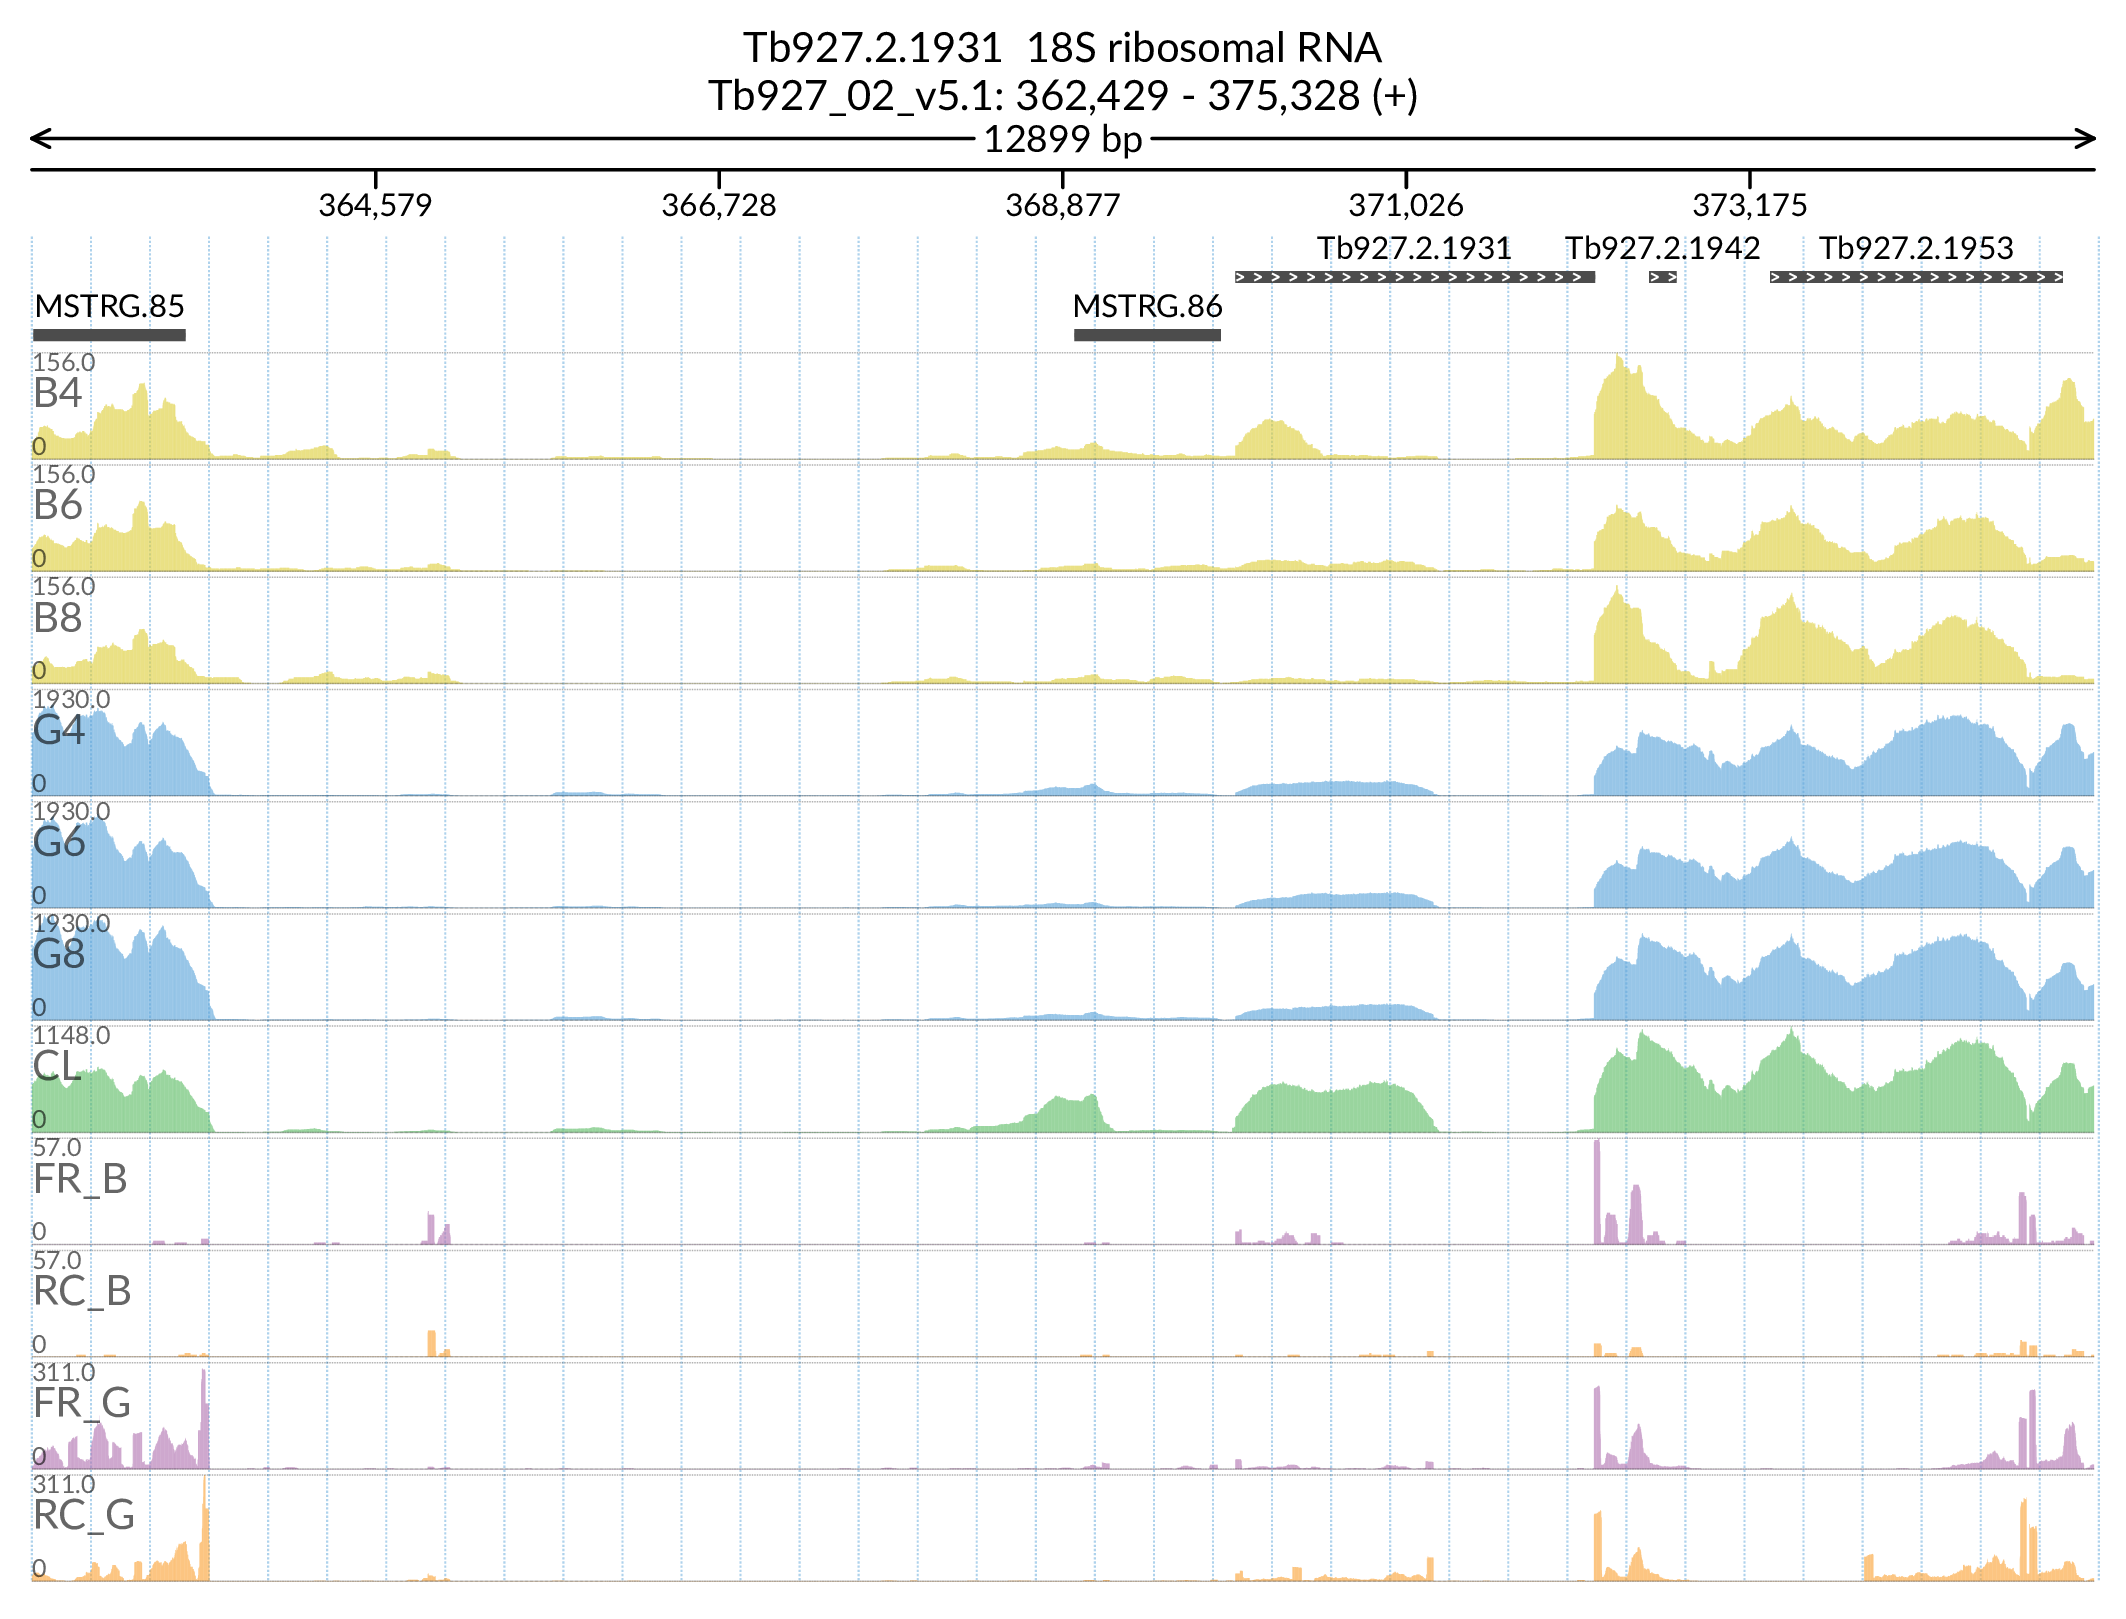 Tb927.2.1931  18S ribosomal RNA
Tb927_02_v5.1: 362,429 - 375,328 (+)
12899 bp
364,579 366,728 368,877 371,026 373,175
Tb927.2.1931 Tb927.2.1942 Tb927.2.1953
MSTRG.85 MSTRG.86
156.0
B4
0
156.0
B6
0
156.0
B8
0
1930.0
G4
0
1930.0
G6
0
1930.0
G8
0
1148.0
CL
0
57.0
FR_B
0
57.0
RC_B
0
311.0
FR_G
0
311.0
RC_G
0